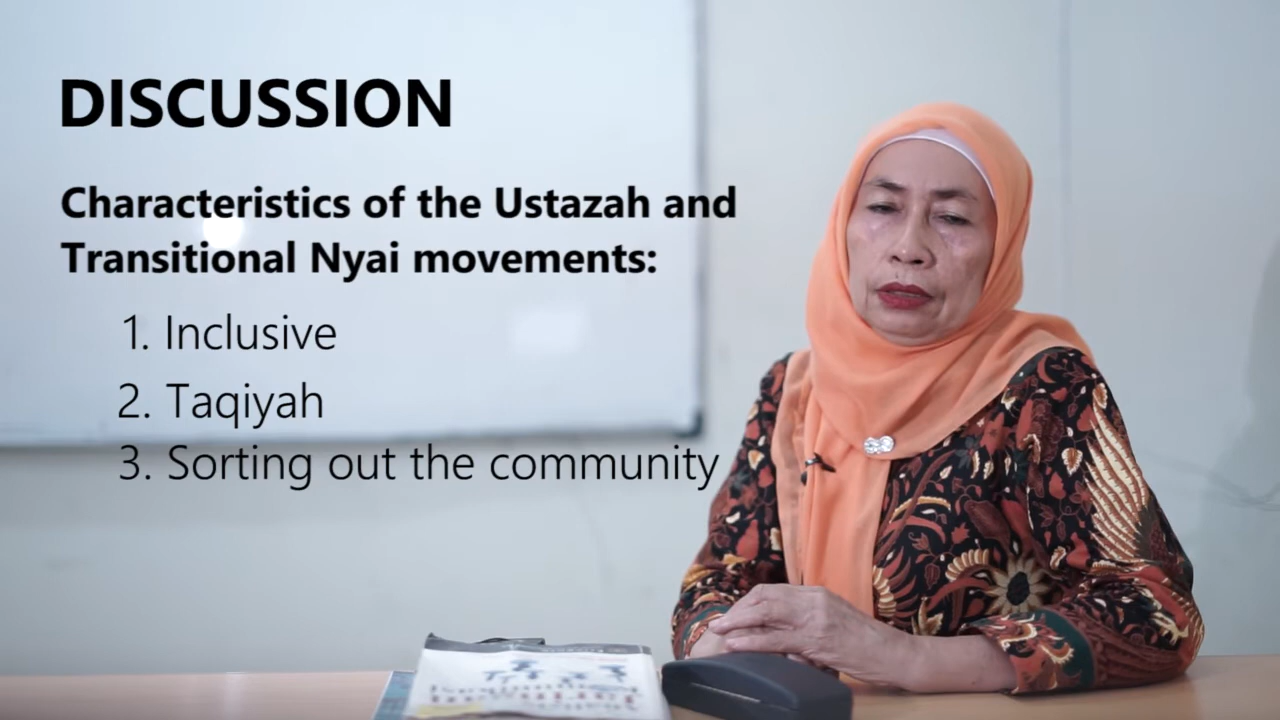 DISCUSSION
Characteristics of the Ustazah and
Transitional Nyai movements:
1. Inclusive
2. Taqiyah
3. Sorting out the community